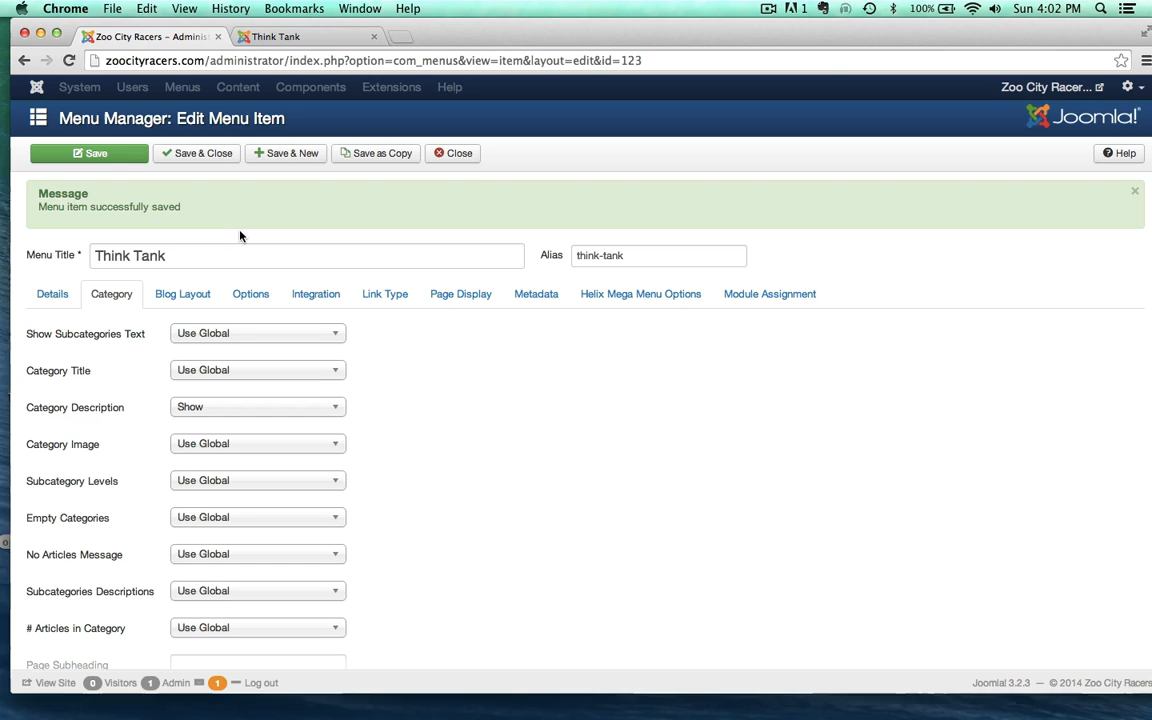 Chrome File Edit View History Bookmarks Window Help 1 100% Sun 4:02 PM
Zoo City Racers - Adminis Think Tank
zoocityracers.com/administrator/index.php?option=com_menus&view=item&layout=edit&id=123
System Users Menus Content Components Extensions Help Zoo City Racer...
Menu Manager: Edit Menu Item Joomla!
Save Save & Close Save & New Save as Copy Close Help
Message
Menu item successfully saved
Menu Title * Think Tank Alias think-tank
Details Category Blog Layout Options Integration Link Type Page Display Metadata Helix Mega Menu Options Module Assignment
Show Subcategories Text Use Global
Category Title Use Global
Category Description Show
Category Image Use Global
Subcategory Levels Use Global
Empty Categories Use Global
No Articles Message Use Global
Subcategories Descriptions Use Global
# Articles in Category Use Global
Page Subheading
View Site 0 Visitors 1 Admin 1 Log out Joomla! 3.2.3 — © 2014 Zoo City Racers